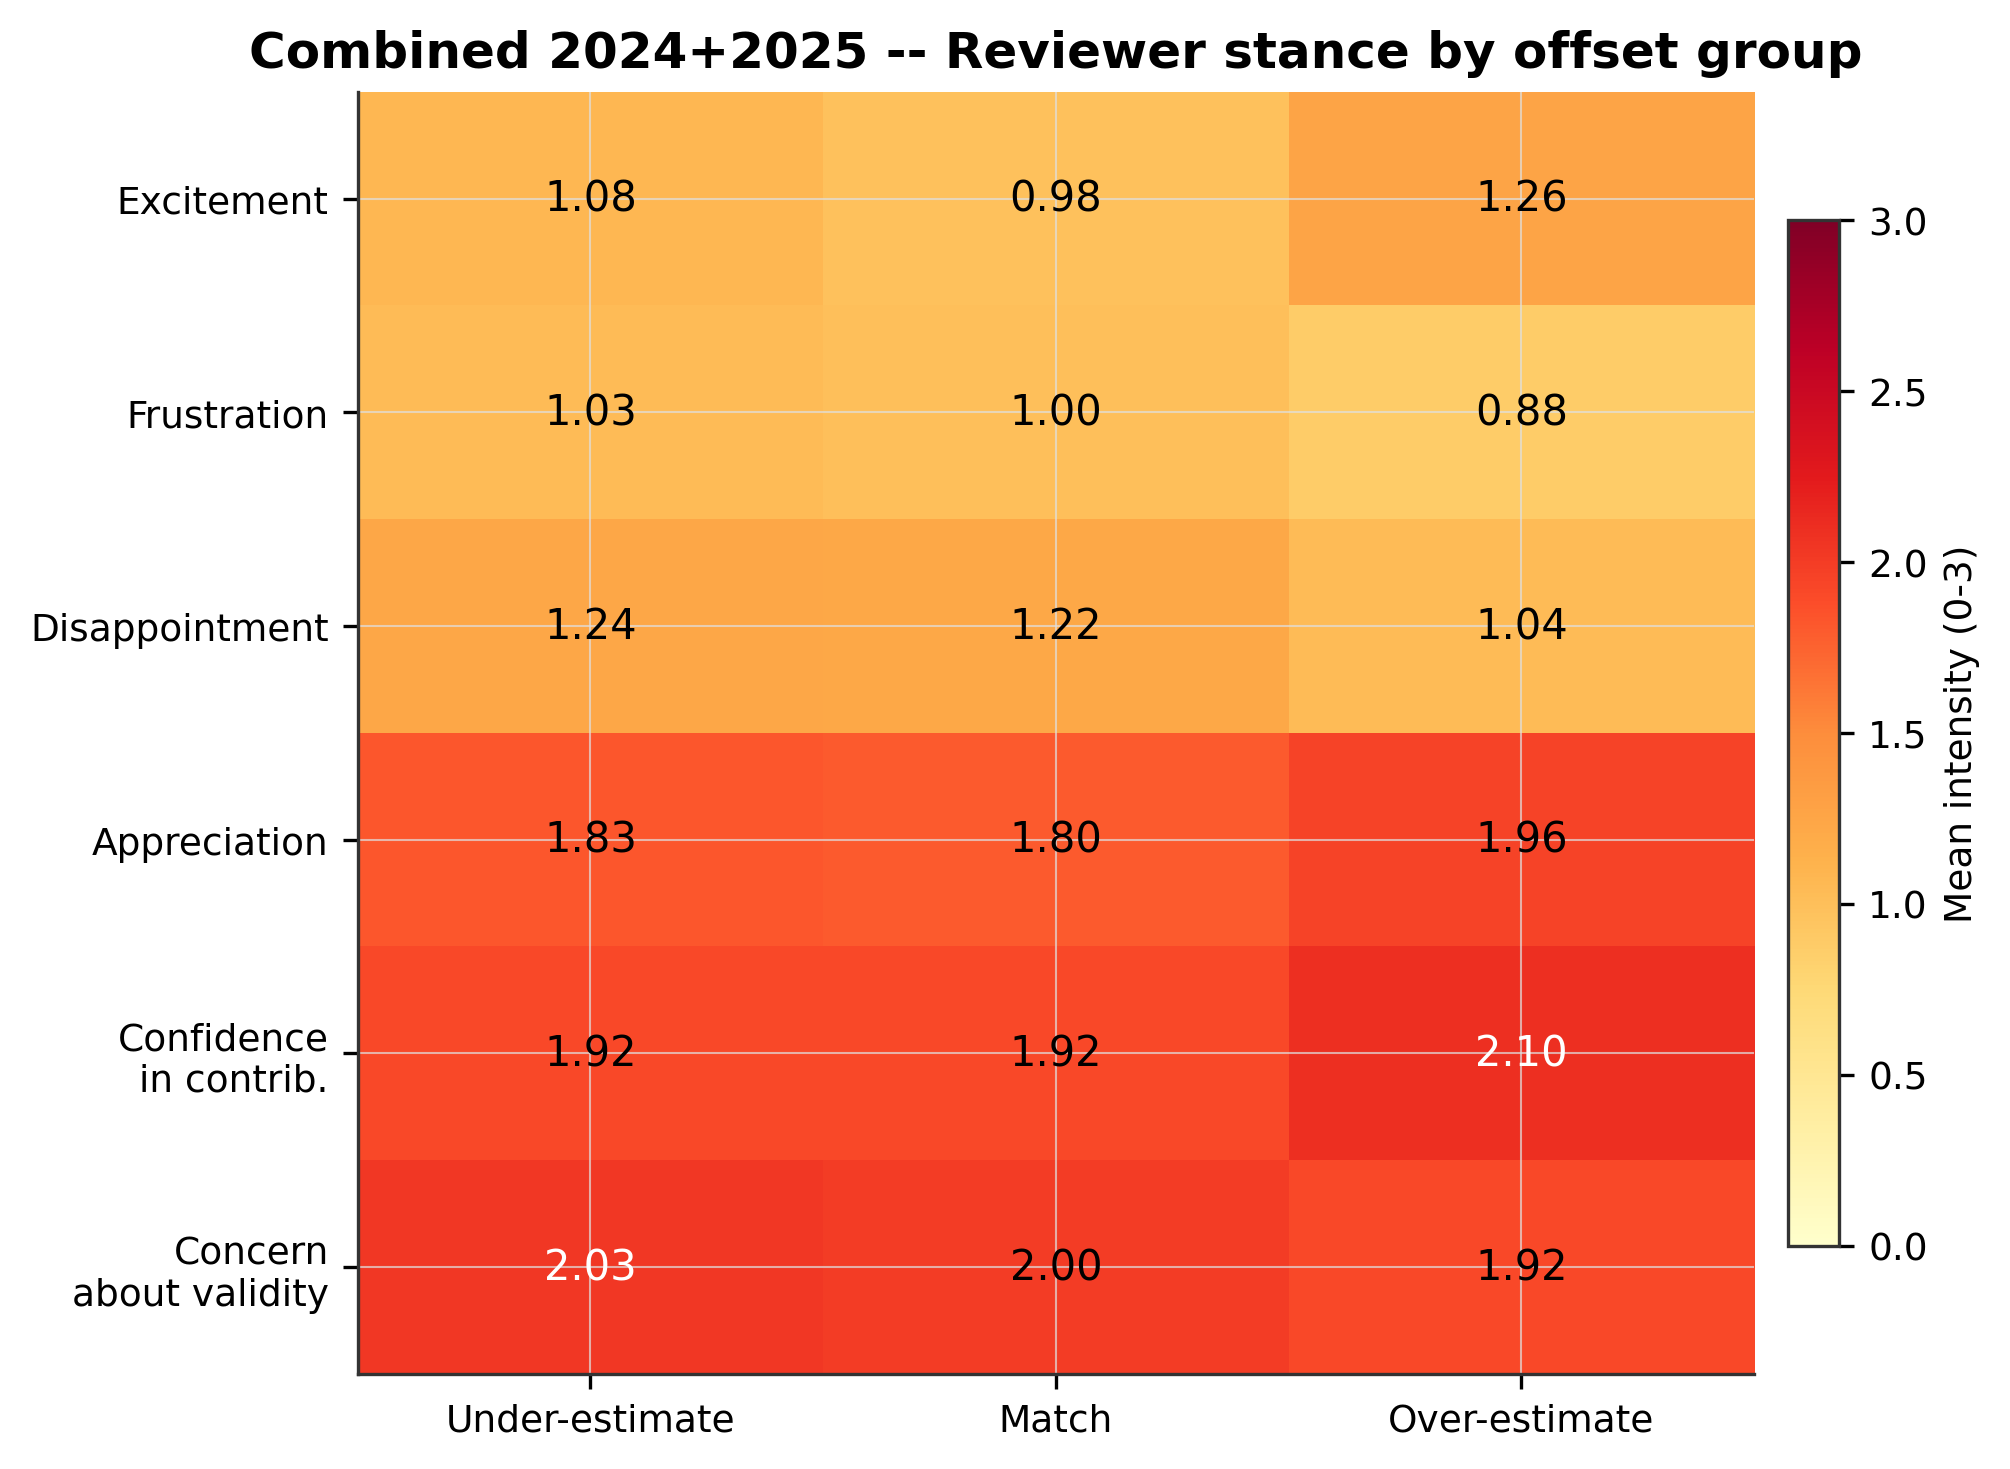 Combined 2024+2025 -- Reviewer stance by offset group
Excitement
1.08
0.98
1.26
Frustration
1.03
1.00
0.88
Disappointment
1.24
1.22
1.04
Appreciation
1.83
1.80
1.96
Confidence
in contrib.
1.92
1.92
2.10
Concern
about validity
2.03
2.00
1.92
Under-estimate
Match
Over-estimate
3.0
2.5
2.0
1.5
1.0
0.5
0.0
Mean intensity (0-3)